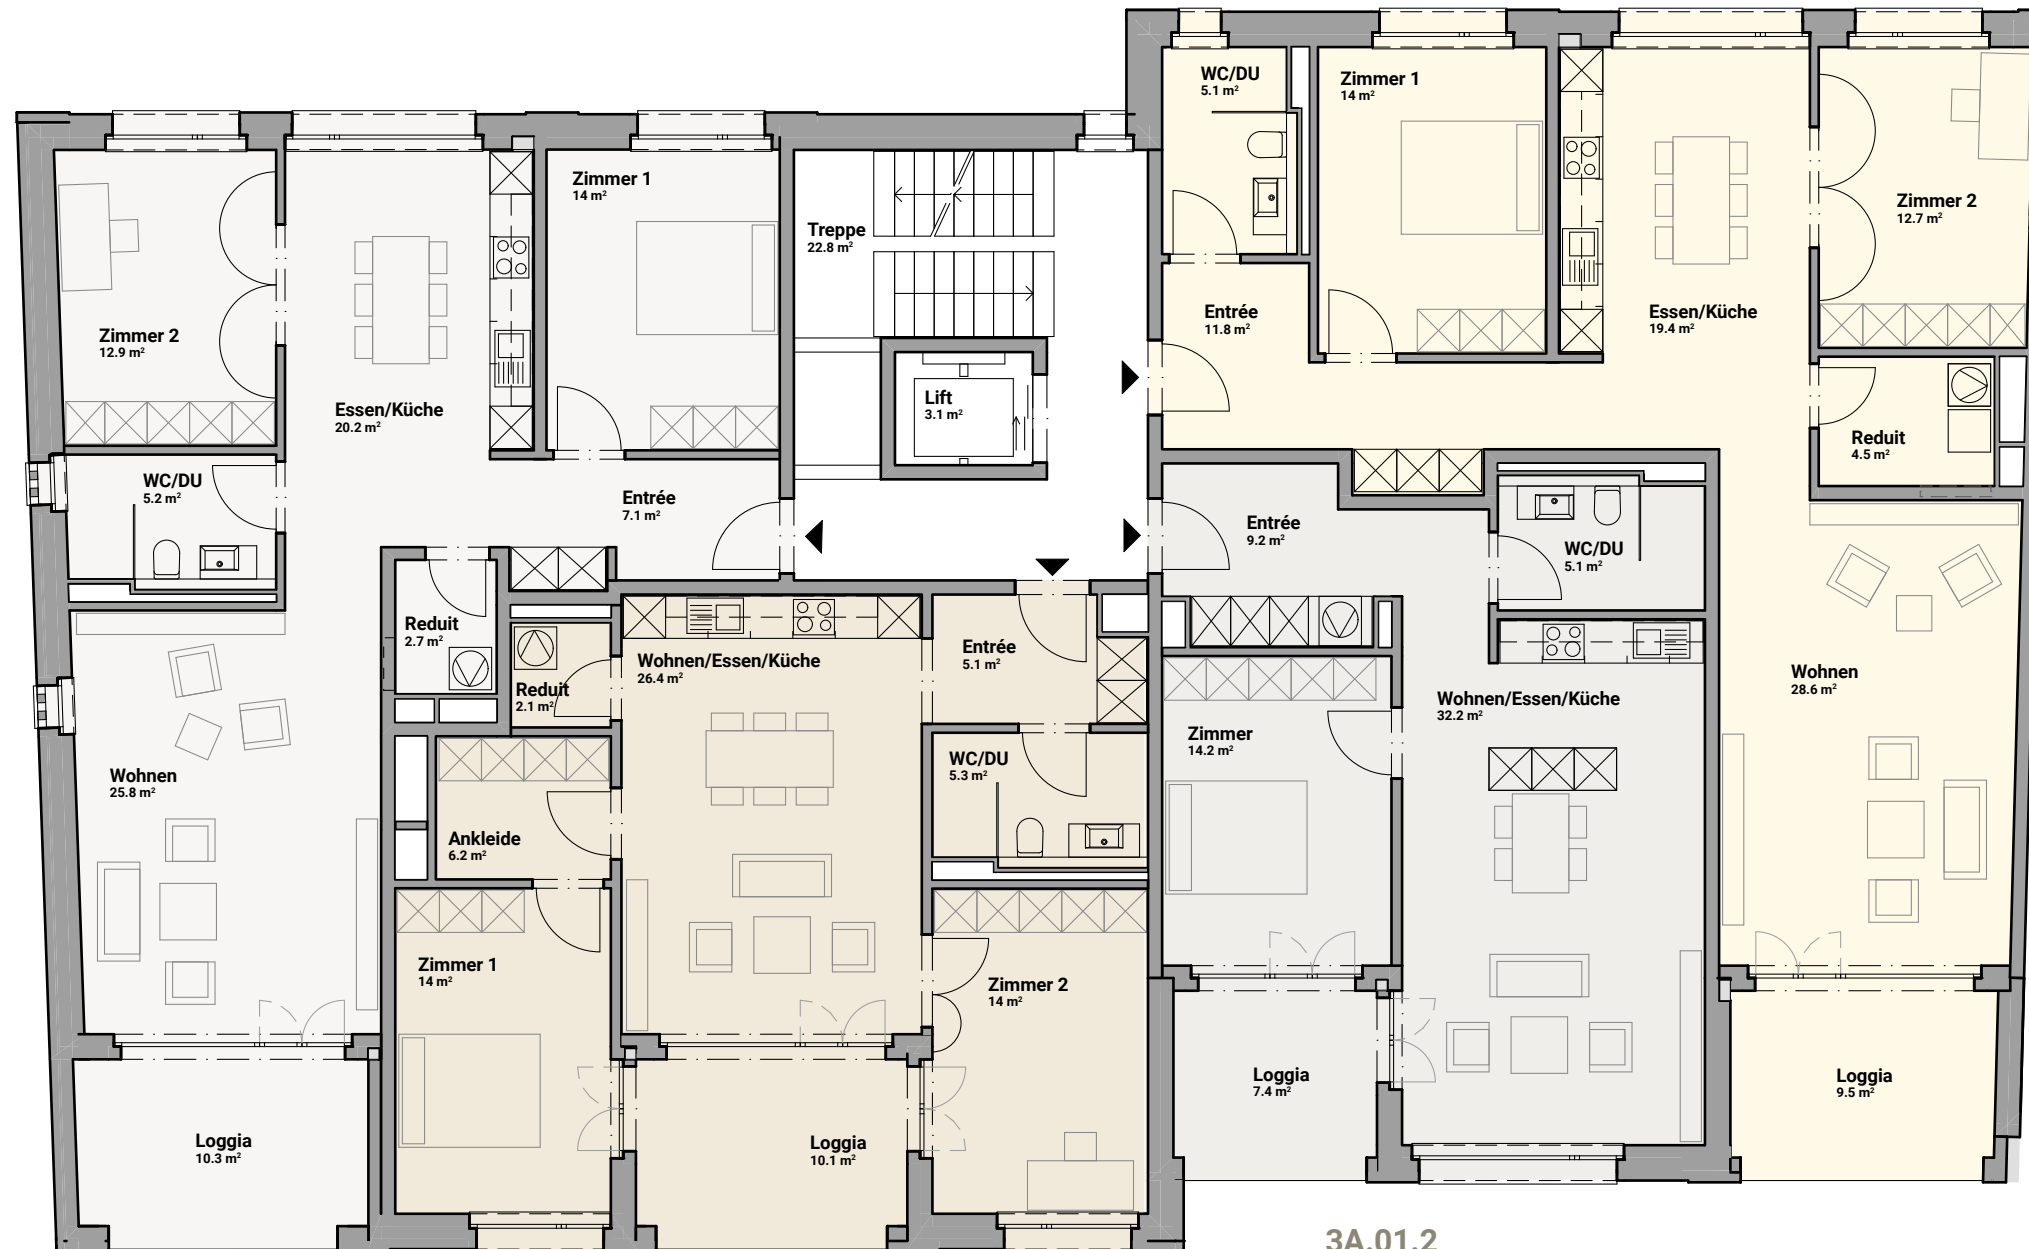 WC/DU
5.1 m²
Zimmer 1
14 m²
Zimmer 1
14 m²
Treppe
22.8 m²
Zimmer 2
12.7 m²
Entrée
11.8 m²
Essen/Küche
19.4 m²
Zimmer 2
12.9 m²
Essen/Küche
20.2 m²
Lift
3.1 m²
Reduit
4.5 m²
WC/DU
5.2 m²
Entrée
7.1 m²
Entrée
9.2 m²
WC/DU
5.1 m²
Reduit
2.7 m²
Wohnen/Essen/Küche
26.4 m²
Entrée
5.1 m²
Reduit
2.1 m²
Wohnen
28.6 m²
Wohnen/Essen/Küche
32.2 m²
Zimmer
14.2 m²
WC/DU
5.3 m²
Wohnen
25.8 m²
Ankleide
6.2 m²
Zimmer 1
14 m²
Zimmer 2
14 m²
Loggia
7.4 m²
Loggia
9.5 m²
Loggia
10.3 m²
Loggia
10.1 m²
3A.01.2